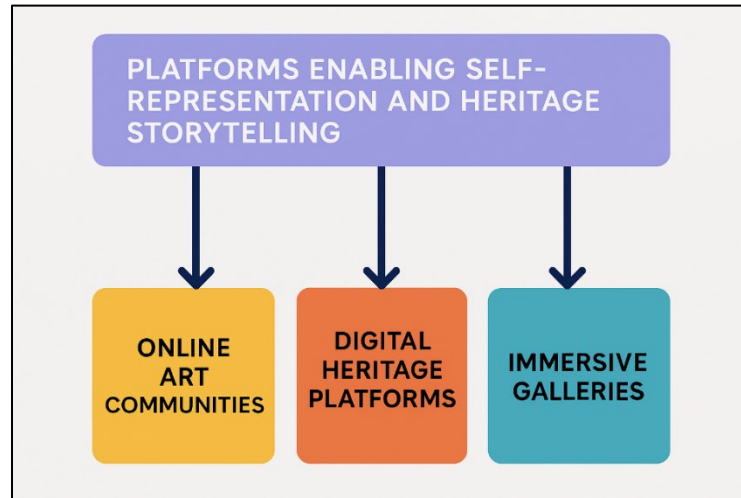 PLATFORMS ENABLING SELF-
REPRESENTATION AND HERITAGE
STORYTELLING
ONLINE
ART
COMMUNITIES
DIGITAL
HERITAGE
PLATFORMS
IMMERSIVE
GALLERIES